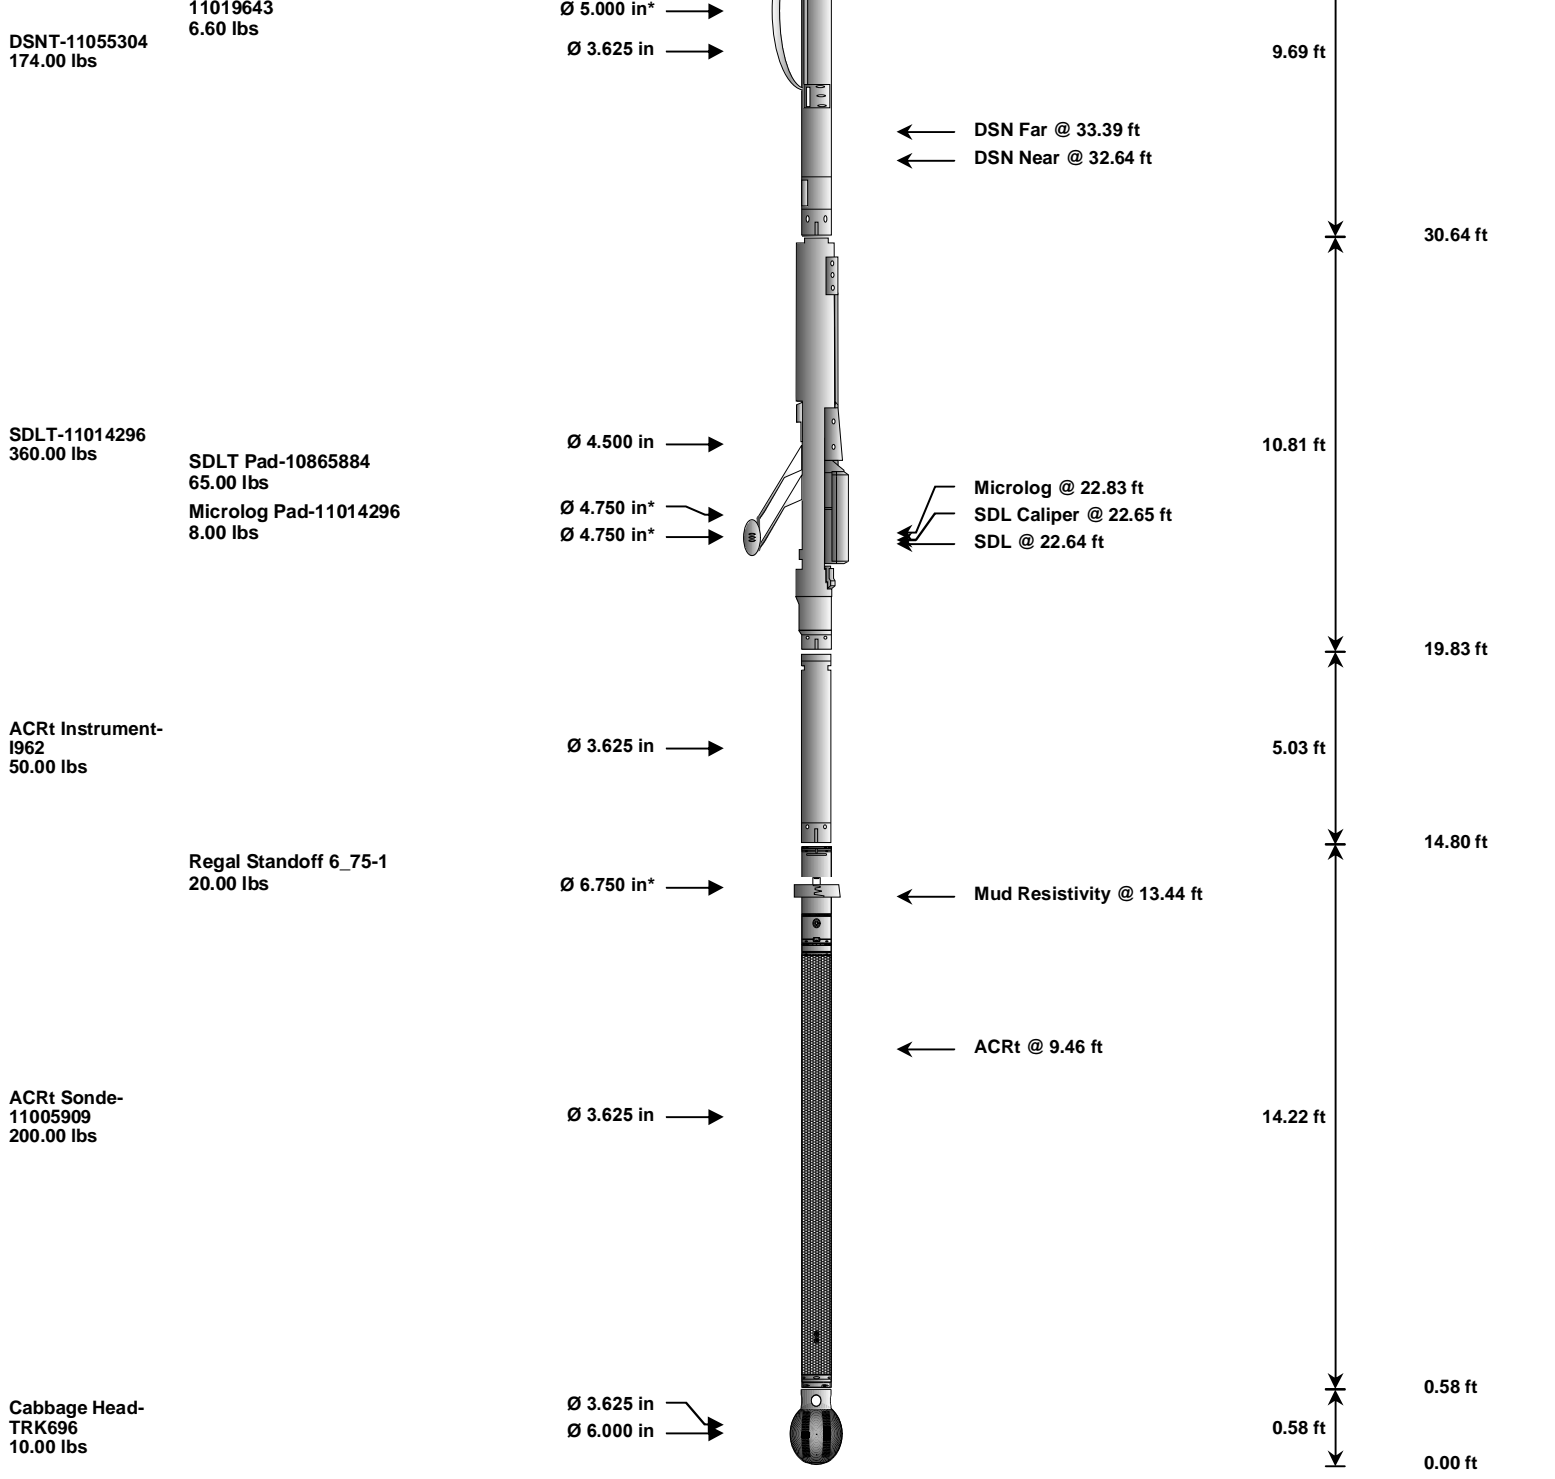 11019643
6.60 lbs
Ø 5.000 in*
DSNT-11055304
174.00 lbs
Ø 3.625 in
9.69 ft
DSN Far @ 33.39 ft
DSN Near @ 32.64 ft
30.64 ft
SDLT-11014296
360.00 lbs
Ø 4.500 in
10.81 ft
SDLT Pad-10865884
65.00 lbs
Microlog Pad-11014296
8.00 lbs
Ø 4.750 in*
Ø 4.750 in*
Microlog @ 22.83 ft
SDL Caliper @ 22.65 ft
SDL @ 22.64 ft
19.83 ft
ACRt Instrument-
I962
50.00 lbs
Ø 3.625 in
5.03 ft
14.80 ft
Regal Standoff 6_75-1
20.00 lbs
Ø 6.750 in*
Mud Resistivity @ 13.44 ft
ACRt @ 9.46 ft
ACRt Sonde-
11005909
200.00 lbs
Ø 3.625 in
14.22 ft
0.58 ft
Cabbage Head-
TRK696
10.00 lbs
Ø 3.625 in
Ø 6.000 in
0.58 ft
0.00 ft